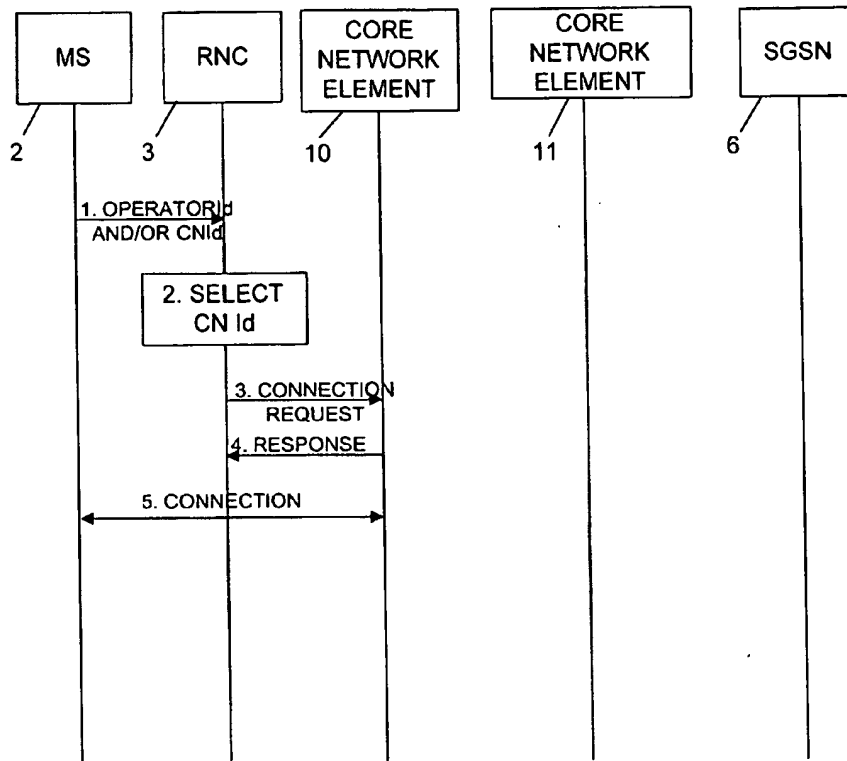 MS
RNC
CORE
NETWORK
ELEMENT
CORE
NETWORK
ELEMENT
SGSN
2
3
10
11
6
1. OPERATORId
AND/OR CNId
2. SELECT
CN Id
3. CONNECTION
REQUEST
4. RESPONSE
5. CONNECTION